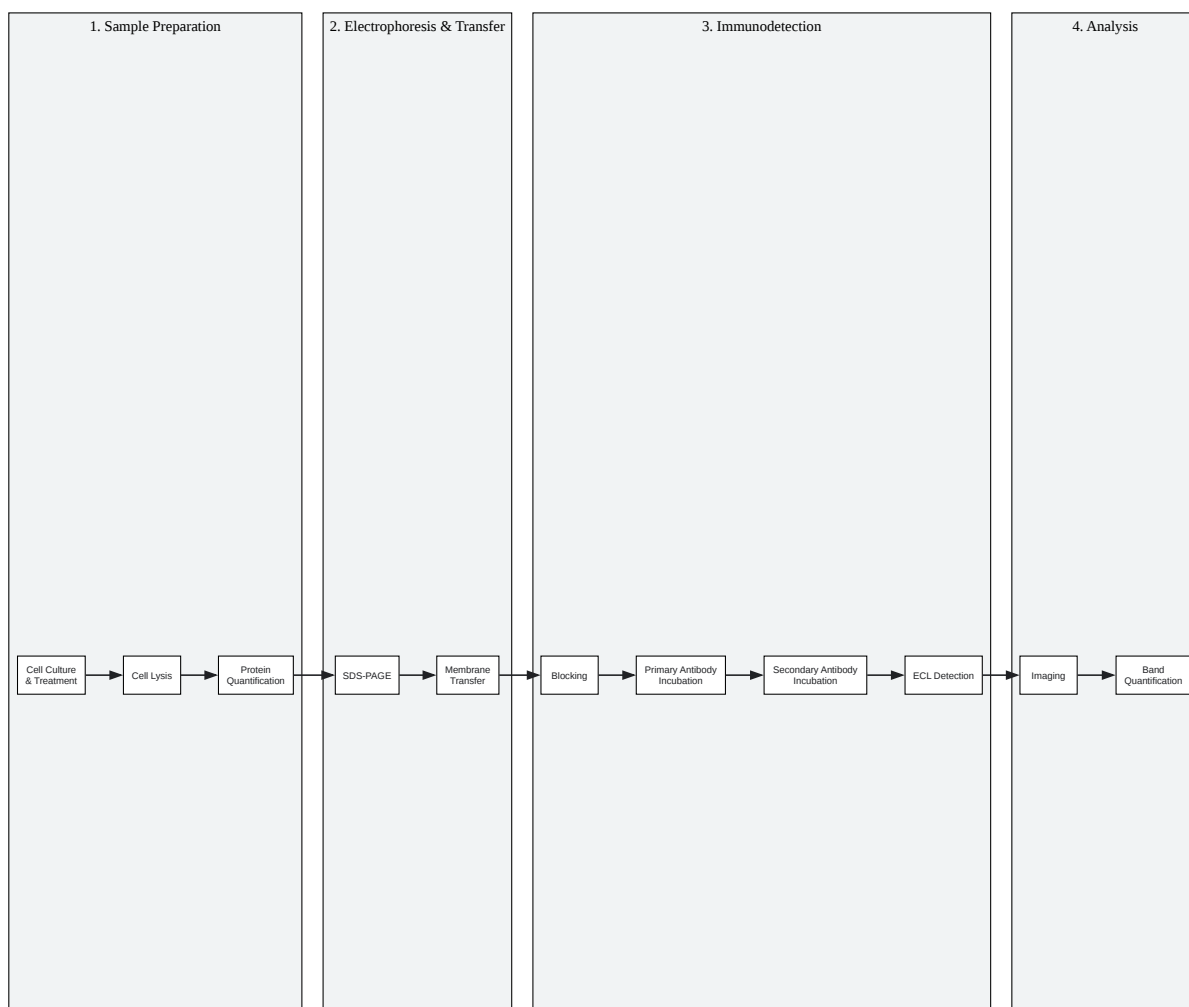 1. Sample Preparation
2. Electrophoresis & Transfer
3. Immunodetection
4. Analysis
Cell Culture
& Treatment
Cell Lysis
Protein
Quantification
SDS-PAGE
Membrane
Transfer
Blocking
Primary Antibody
Incubation
Secondary Antibody
Incubation
ECL Detection
Imaging
Band
Quantification